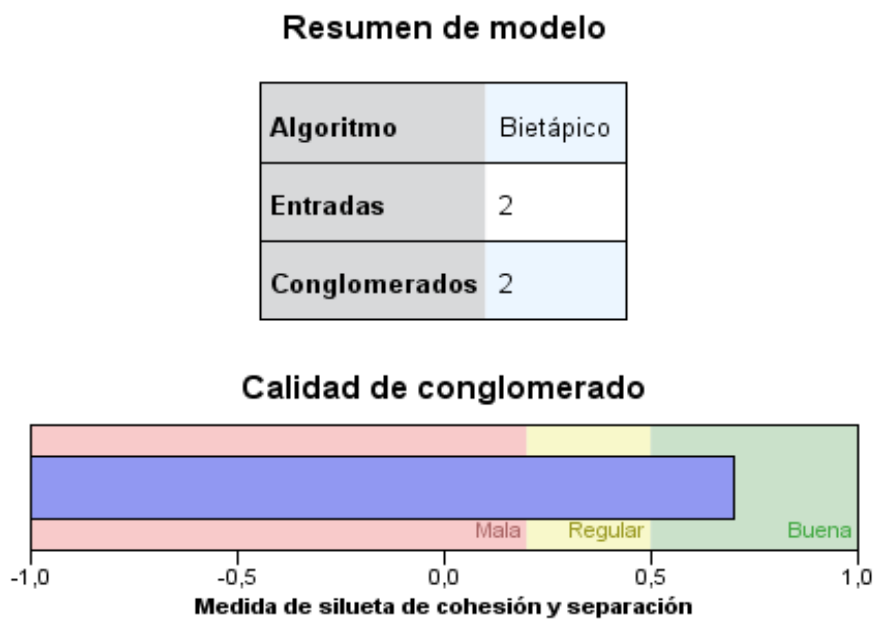 Resumen de modelo
Algoritmo Bietápico
Entradas 2
Conglomerados 2
Calidad de conglomerado
Mala Regular Buena
-1,0 -0,5 0,0 0,5 1,0
Medida de silueta de cohesión y separación